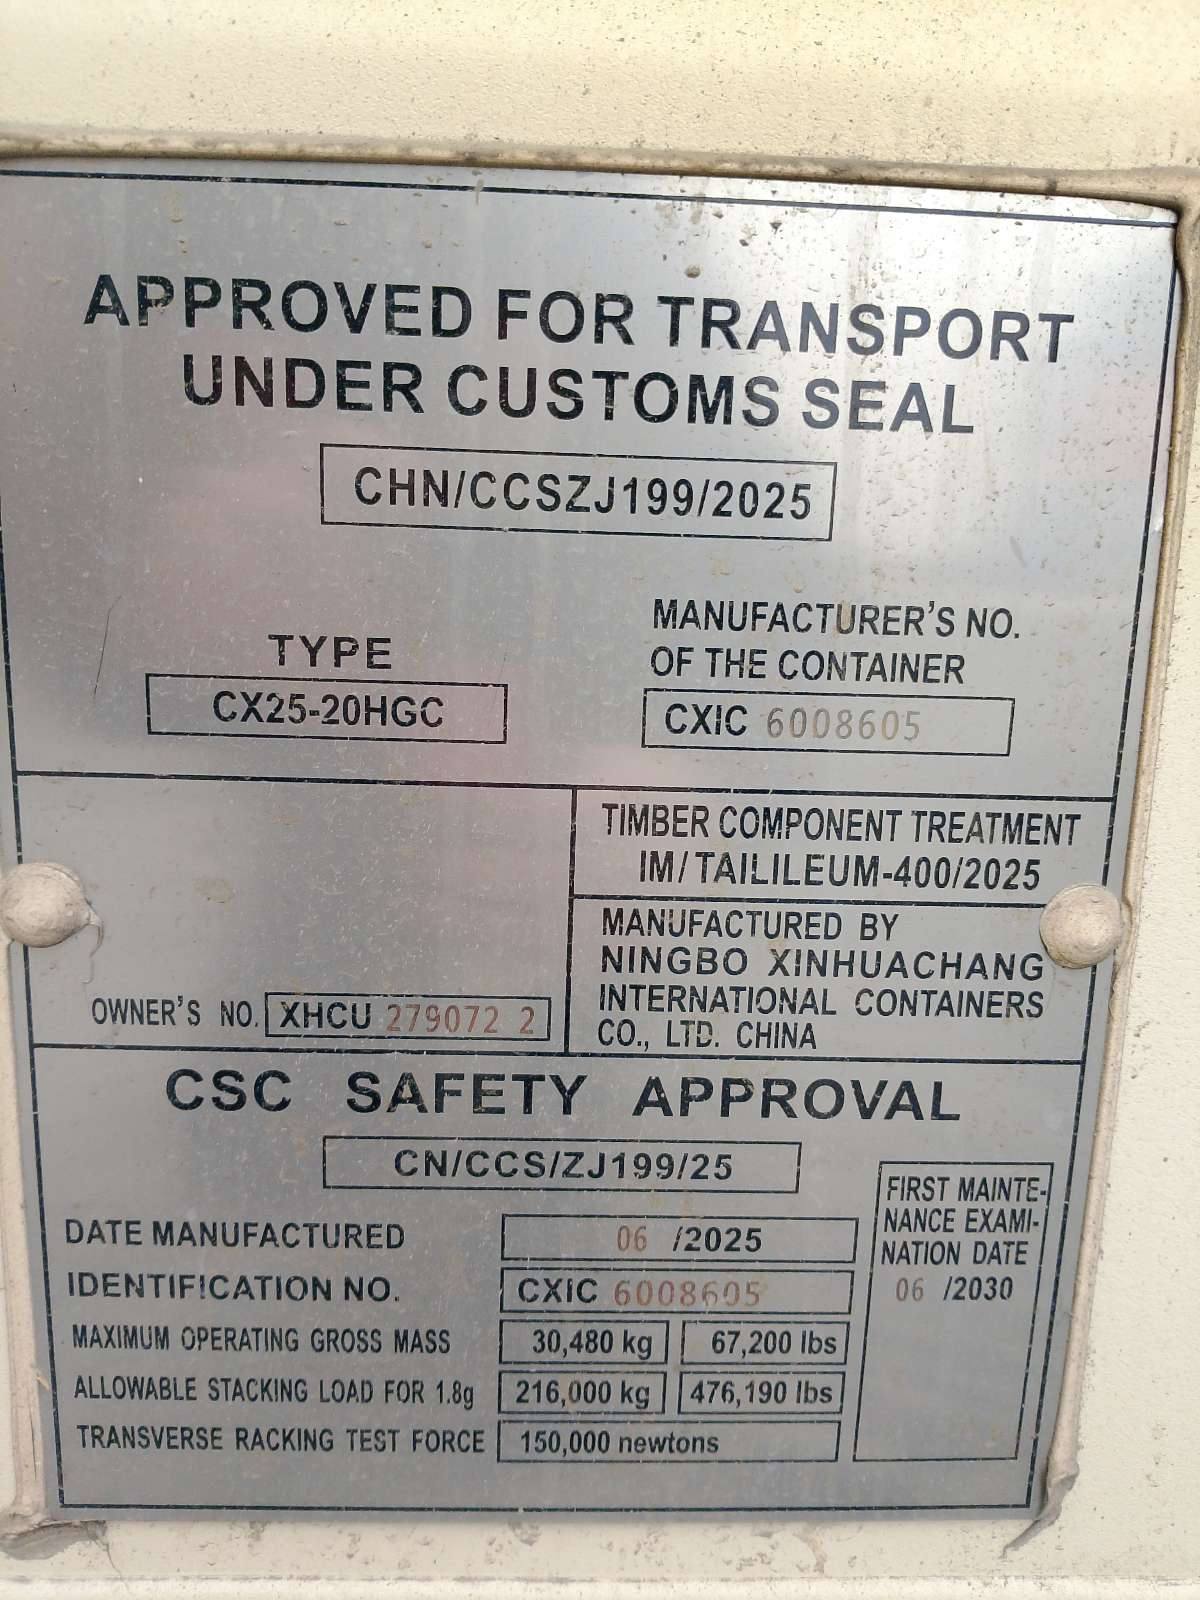 APPROVED FOR TRANSPORT
UNDER CUSTOMS SEAL
CHN/CCSZJ199/2025
TYPE
CX25-20HGC
MANUFACTURER'S NO.
OF THE CONTAINER
CXIC 6008605
TIMBER COMPONENT TREATMENT
IM/TAILILEUM-400/2025
MANUFACTURED BY
NINGBO XINHUACHANG
INTERNATIONAL CONTAINERS
CO., LTD. CHINA
OWNER'S NO. XHCU 279072 2
CSC SAFETY APPROVAL
CN/CCS/ZJ199/25
DATE MANUFACTURED 06 /2025
IDENTIFICATION NO. CXIC 6008605
MAXIMUM OPERATING GROSS MASS 30,480 kg 67,200 lbs
ALLOWABLE STACKING LOAD FOR 1.8g 216,000 kg 476,190 lbs
TRANSVERSE RACKING TEST FORCE 150,000 newtons
FIRST MAINTE-
NANCE EXAMI-
NATION DATE
06 /2030